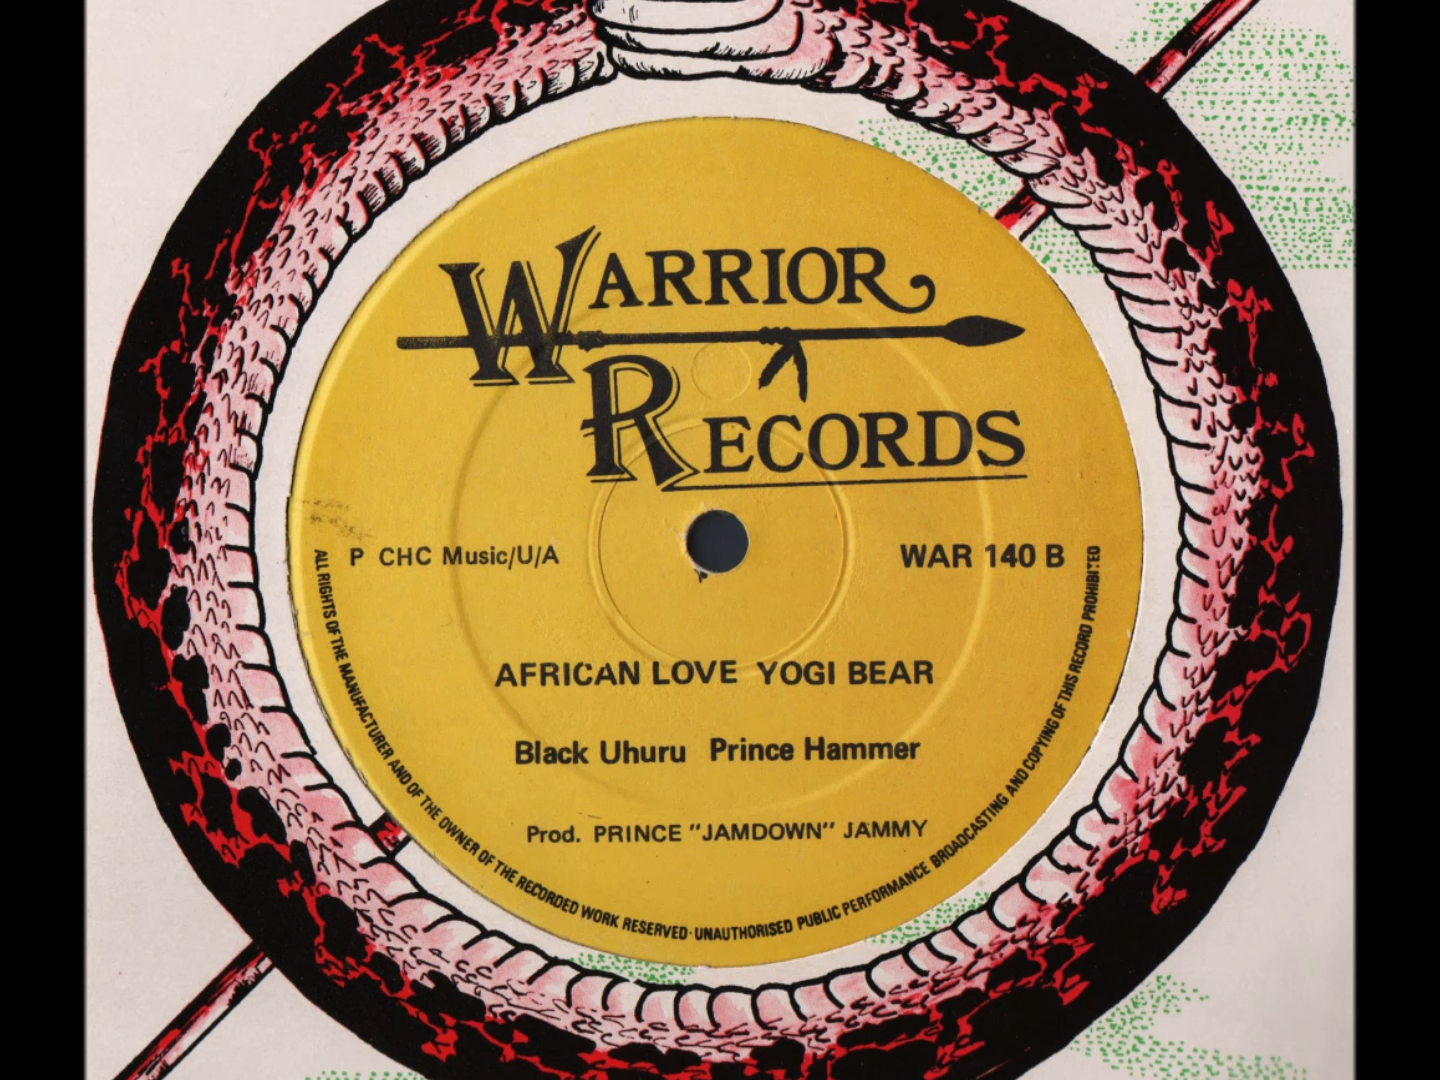 WARRIOR
RECORDS
P CHC Music/U/A
WAR 140 B
AFRICAN LOVE YOGI BEAR
Black Uhuru Prince Hammer
Prod. PRINCE "JAMDOWN" JAMMY
ALL RIGHTS OF THE MANUFACTURER AND OF THE OWNER OF THE RECORDED WORK RESERVED· UNAUTHORISED PUBLIC PERFORMANCE BROADCASTING AND COPYING OF THIS RECORD PROHIBITED